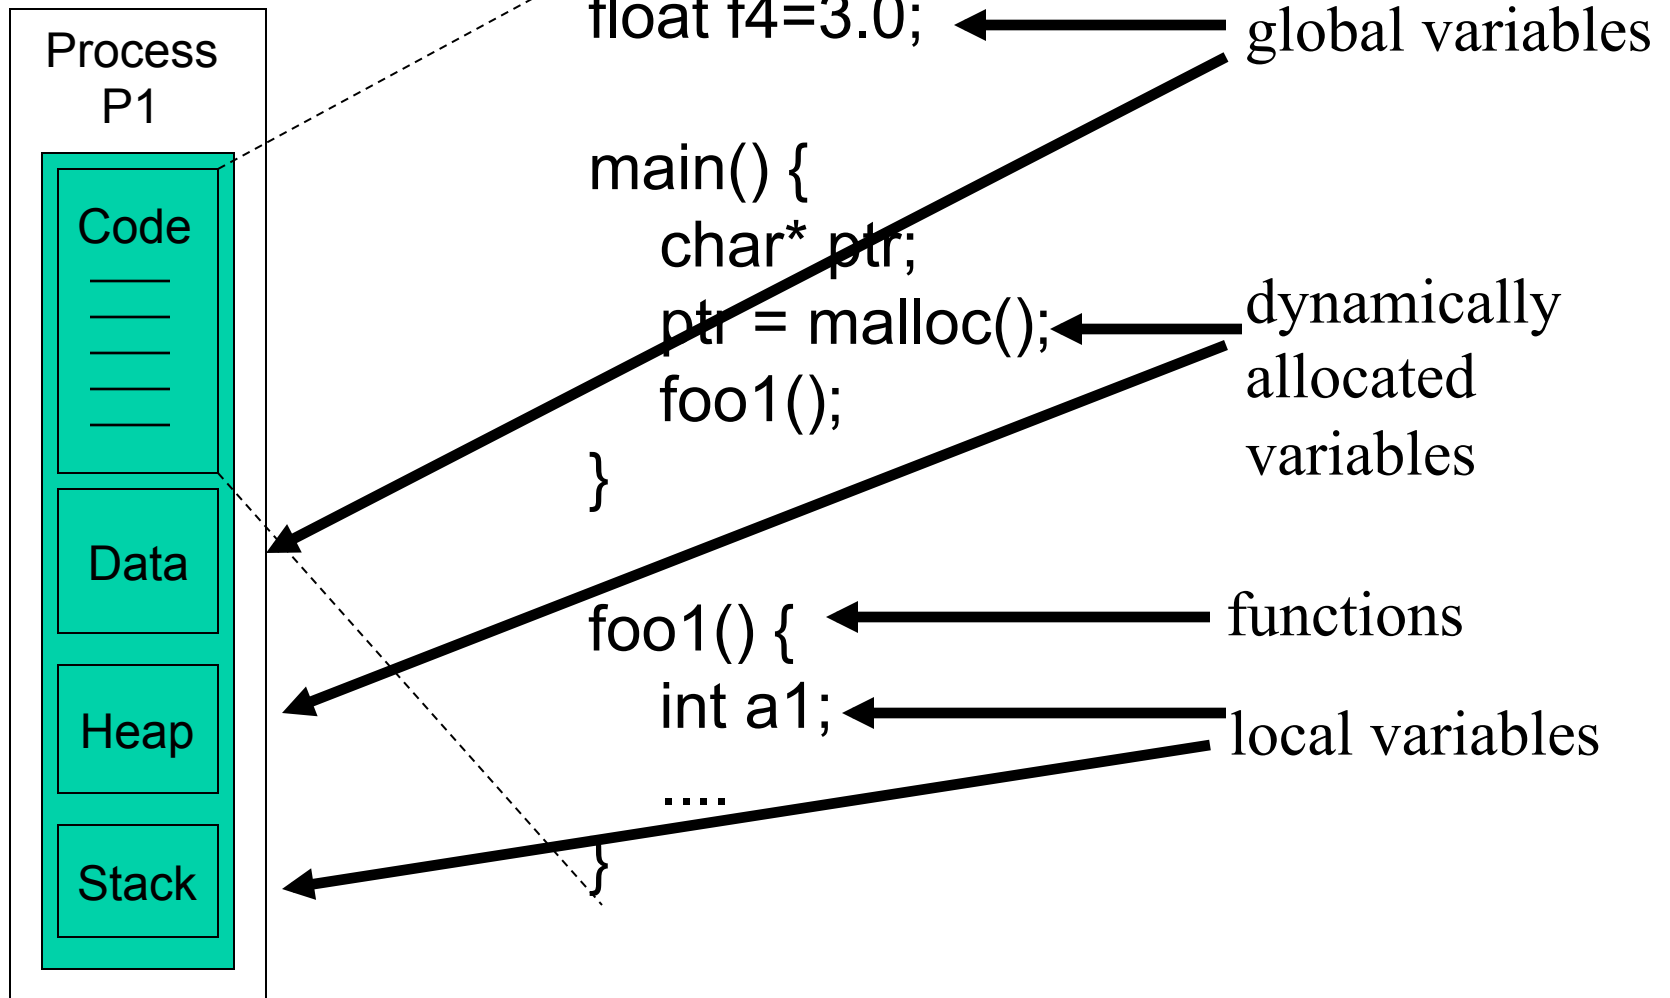 Process
P1
Code
Data
Heap
Stack
float f4=3.0;
main() {
char* ptr;
ptr = malloc();
foo1();
}
foo1() {
int a1;
....
}
global variables
dynamically
allocated
variables
functions
local variables